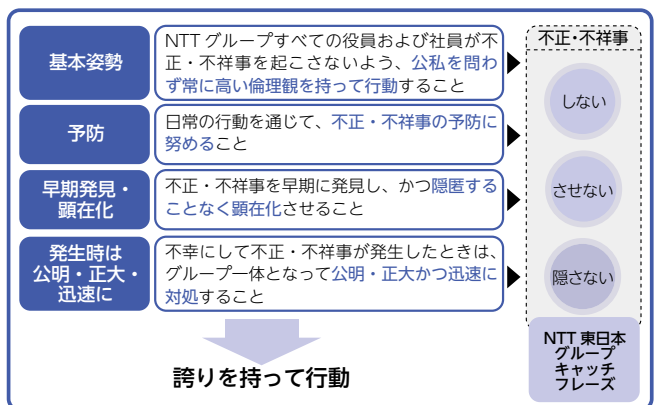 基本姿勢
NTT グループすべての役員および社員が不
正・不祥事を起こさないよう、公私を問わ
ず常に高い倫理観を持って行動すること
予防
日常の行動を通じて、不正・不祥事の予防に
努めること
早期発見・
顕在化
不正・不祥事を早期に発見し、かつ隠匿する
ことなく顕在化させること
発生時は
公明・正大・
迅速に
不幸にして不正・不祥事が発生したときは、
グループ一体となって公明・正大かつ迅速に
対処すること
誇りを持って行動
不正・不祥事
しない
させない
隠さない
NTT 東日本
グループ
キャッチ
フレーズ